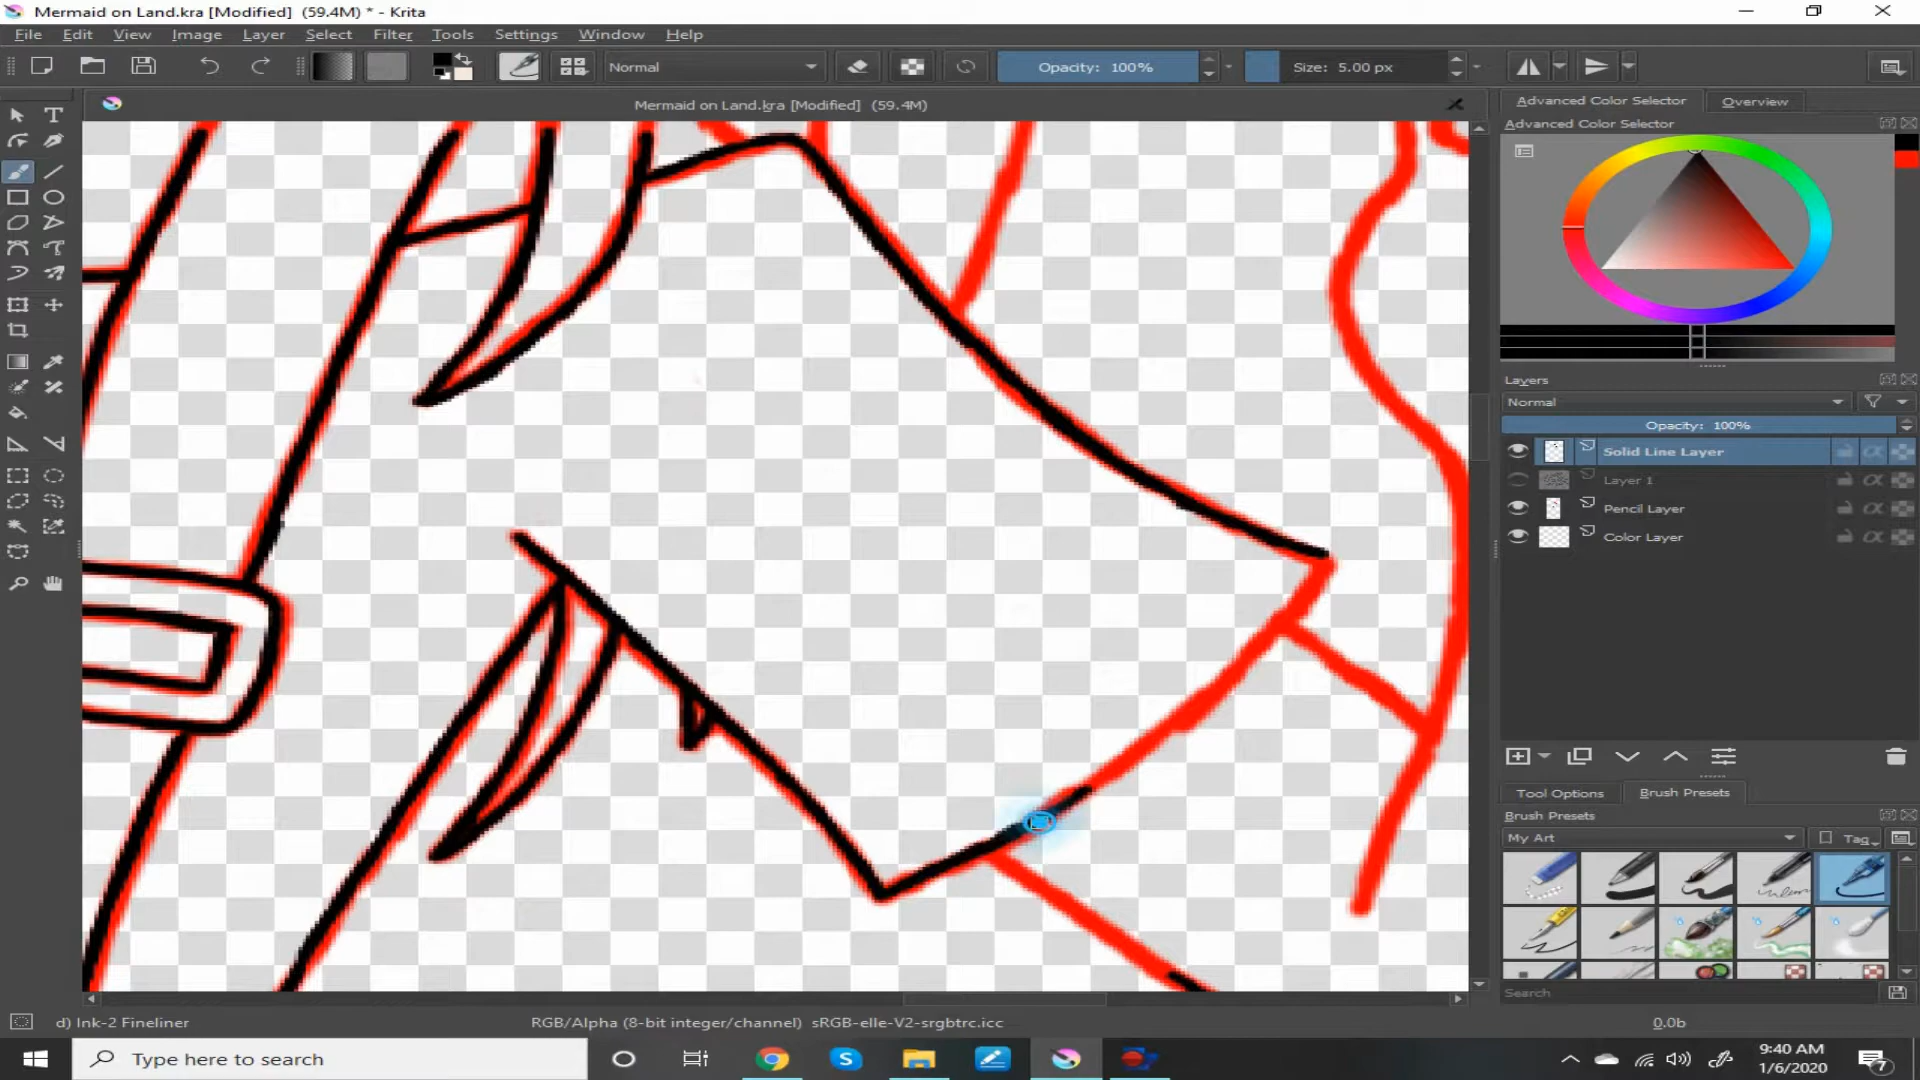 Mermaid on Land.kra [Modified]  (59.4M) * - Krita
File Edit View Image Layer Filter Tools Settings Window Help
Normal Opacity: 100% Size: 5.00 px
Mermaid on Land.kra [Modified]  (59.4M)
Advanced Color Selector Overview
Advanced Color Selector
Layers
Normal
Opacity: 100%
Solid Line Layer
Layer 1
Pencil Layer
Color Layer
Tool Options Brush Presets
Brush Presets
My Art Tag
Search
d) Ink-2 Fineliner RGB/Alpha (8-bit integer/channel)  sRGB-elle-V2-srgbtrc.icc 0.0b
Type here to search
9:40 AM
1/6/2020
7